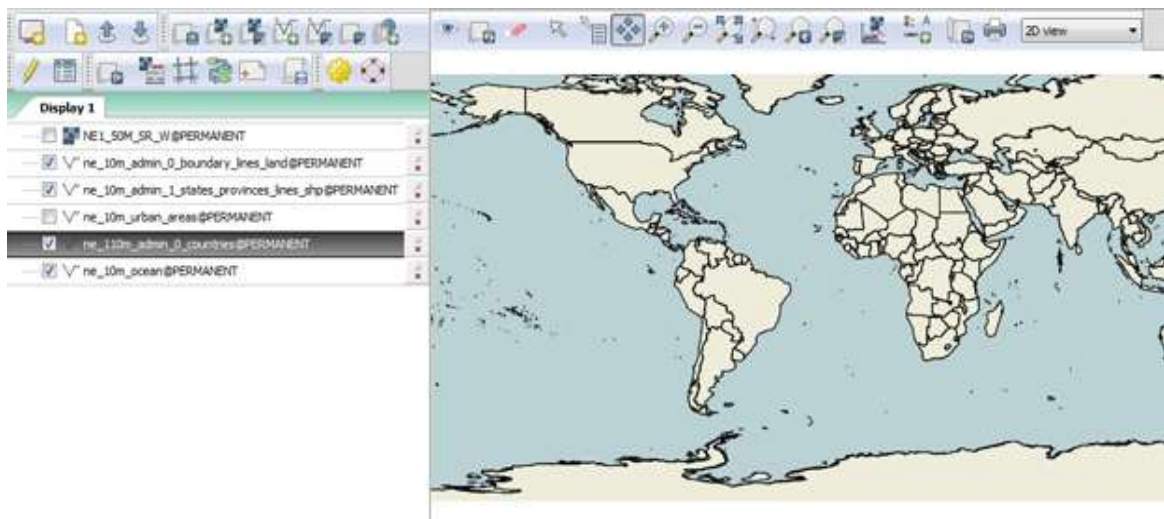 2D view
Display 1
NE1_50M_SR_W@PERMANENT
ne_10m_admin_0_boundary_lines_land@PERMANENT
ne_10m_admin_1_states_provinces_lines_shp@PERMANENT
ne_10m_urban_areas@PERMANENT
ne_110m_admin_0_countries@PERMANENT
ne_10m_ocean@PERMANENT